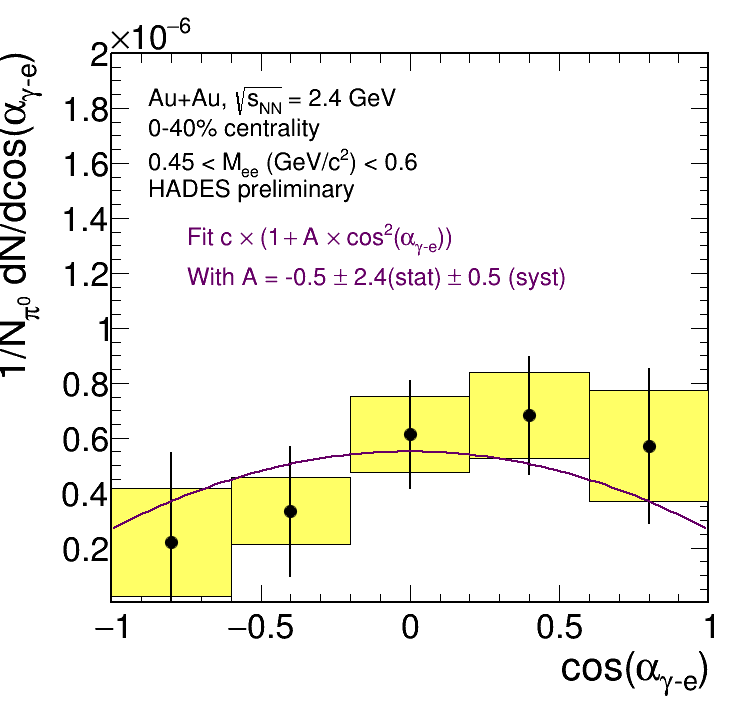 ×10⁻⁶
1/N_π⁰ dN/dcos(α_γ-e)
2
1.8
1.6
1.4
1.2
1
0.8
0.6
0.4
0.2
Au+Au, √s_NN = 2.4 GeV
0-40% centrality
0.45 < M_ee (GeV/c²) < 0.6
HADES preliminary
Fit c × (1 + A × cos²(α_γ-e))
With A = -0.5 ± 2.4(stat) ± 0.5 (syst)
−1 −0.5 0 0.5 1
cos(α_γ-e)